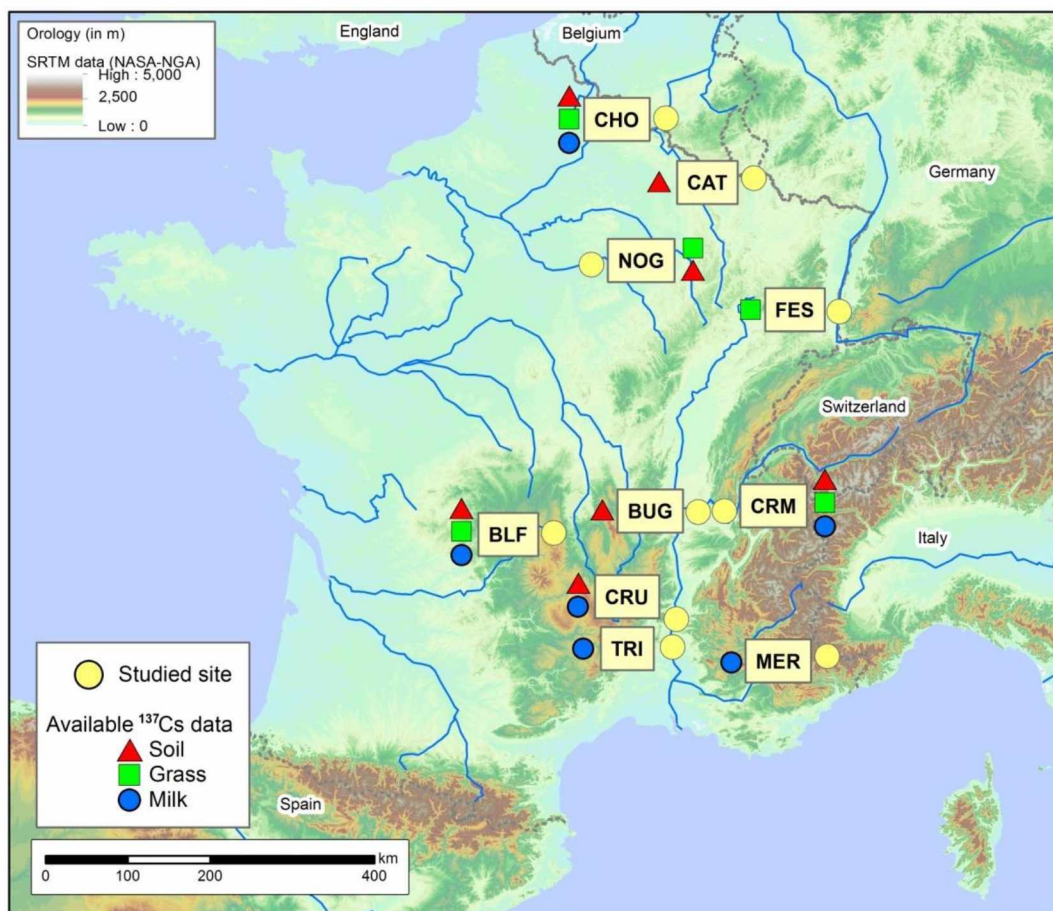 Orology (in m)
SRTM data (NASA-NGA)
High : 5,000
2,500
Low : 0
England
Belgium
CHO
CAT
Germany
NOG
FES
Switzerland
BUG
CRM
BLF
Italy
CRU
TRI
MER
Studied site
Available ¹³⁷Cs data
Soil
Grass
Milk
Spain
km
0 100 200 400